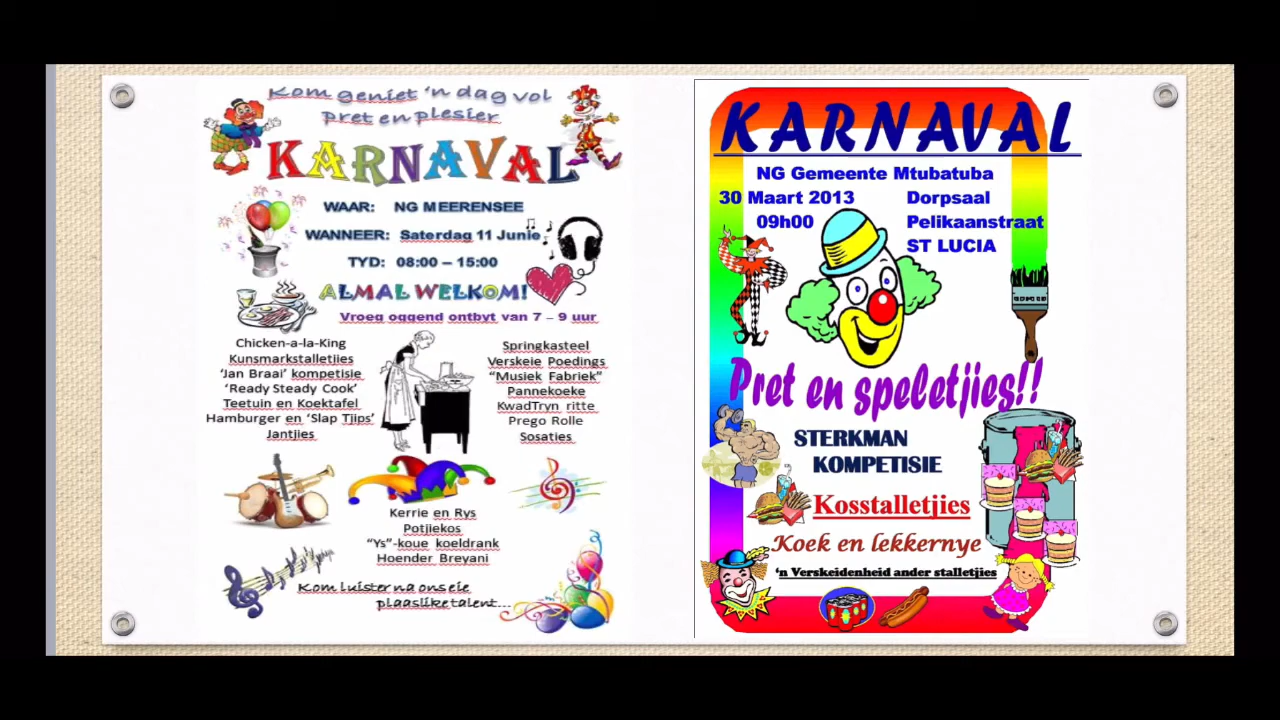 Kom geniet 'n dag vol
pret en plesier
KARNAVAL
WAAR: NG MEERENSEE
WANNEER: Saterdag 11 Junie
TYD: 08:00 – 15:00
ALMAL WELKOM!
Vroeg oggend ontbyt van 7 – 9 uur
Chicken-a-la-King
Kunsmarkstalletjies
'Jan Braai' kompetisie
'Ready Steady Cook'
Teetuin en Koektafel
Hamburger en 'Slap Tjips'
Jantjies
Springkasteel
Verskeie Poedings
"Musiek Fabriek"
Pannekoeke
KwadTryn ritte
Prego Rolle
Sosaties
Kerrie en Rys
Potjiekos
"Ys"-koue koeldrank
Hoender Breyani
Kom luister na ons eie
plaaslike talent...
KARNAVAL
NG Gemeente Mtubatuba
30 Maart 2013 Dorpsaal
09h00 Pelikaanstraat
ST LUCIA
Pret en speletjies!!
STERKMAN
KOMPETISIE
Kosstalletjies
Koek en lekkernye
'n Verskeidenheid ander stalletjies